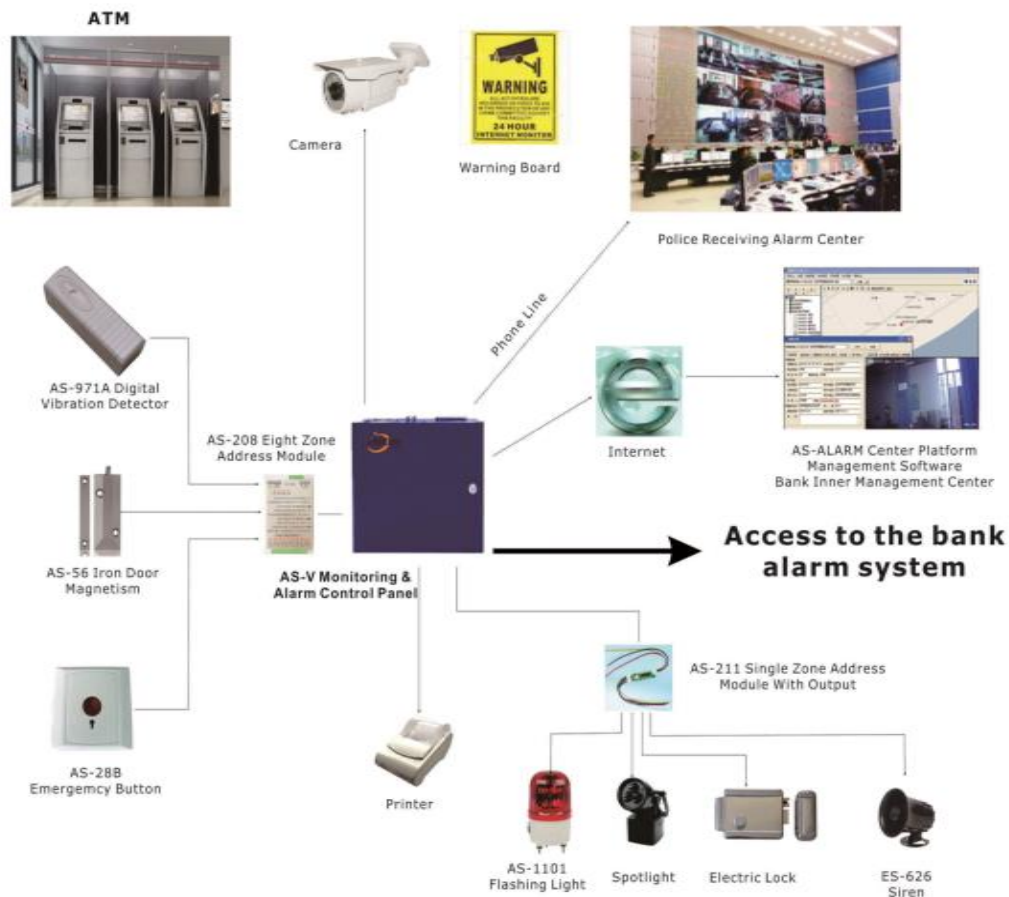 ATM
WARNING
24 HOUR
INTERNET MONITOR
Camera
Warning Board
Police Receiving Alarm Center
Phone Line
AS-971A Digital
Vibration Detector
AS-208 Eight Zone
Address Module
Internet
AS-ALARM Center Platform
Management Software
Bank Inner Management Center
AS-56 Iron Door
Magnetism
AS-V Monitoring &
Alarm Control Panel
Access to the bank
alarm system
AS-211 Single Zone Address
Module With Output
AS-28B
Emergemcy Button
Printer
AS-1101
Flashing Light
Spotlight
Electric Lock
ES-626
Siren